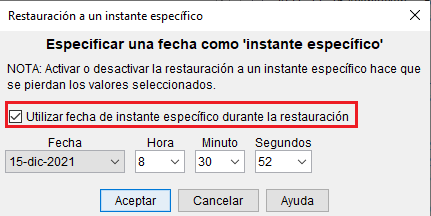 Restauración a un instante específico
Especificar una fecha como 'instante específico'
NOTA: Activar o desactivar la restauración a un instante específico hace que
se pierdan los valores seleccionados.
Utilizar fecha de instante específico durante la restauración
Fecha Hora Minuto Segundos
15-dic-2021 8 30 52
Aceptar Cancelar Ayuda